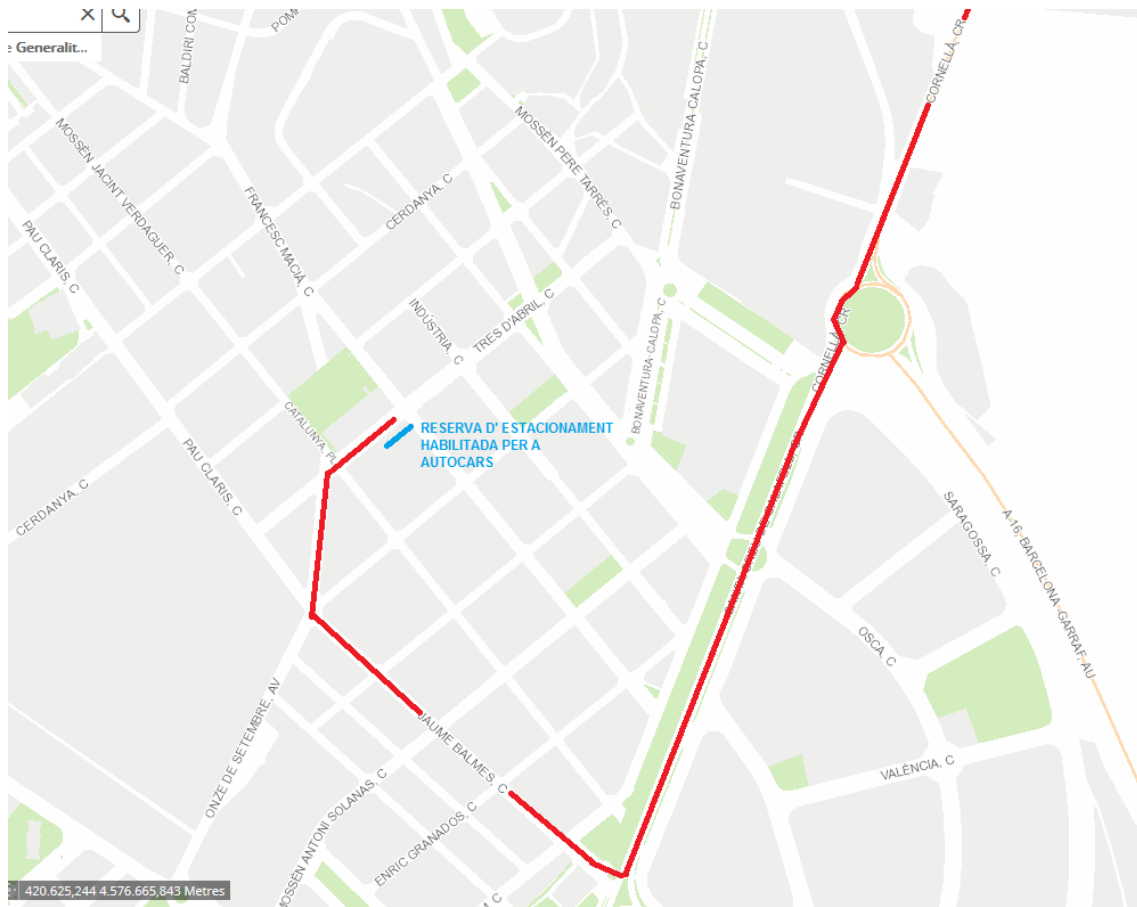 e Generalit...
BALDIRI COM
POMP
CORNELLÀ, CR
MOSSÈN JACINT VERDAGUER, C
MOSSÈN PERE TARRÉS, C
BONAVENTURA-CALOPA, C
CERDANYA, C
FRANCESC MACIÀ, C
PAU CLARIS, C
INDÚSTRIA, C
TRES D'ABRIL, C
BONAVENTURA-CALOPA, C
CORNELLÀ, CR
CATALUNYA, PL
RESERVA D' ESTACIONAMENT
HABILITADA PER A
AUTOCARS
PAU CLARIS, C
CERDANYA, C
SARAGOSSA, C
A-16, BARCELONA-GARRAF, AU
OSCA, C
ONZE DE SETEMBRE, AV
JAUME BALMES, C
VALÈNCIA, C
MOSSÈN ANTONI SOLANAS, C
ENRIC GRANADOS, C
420.625,244 4.576.665,843 Metres